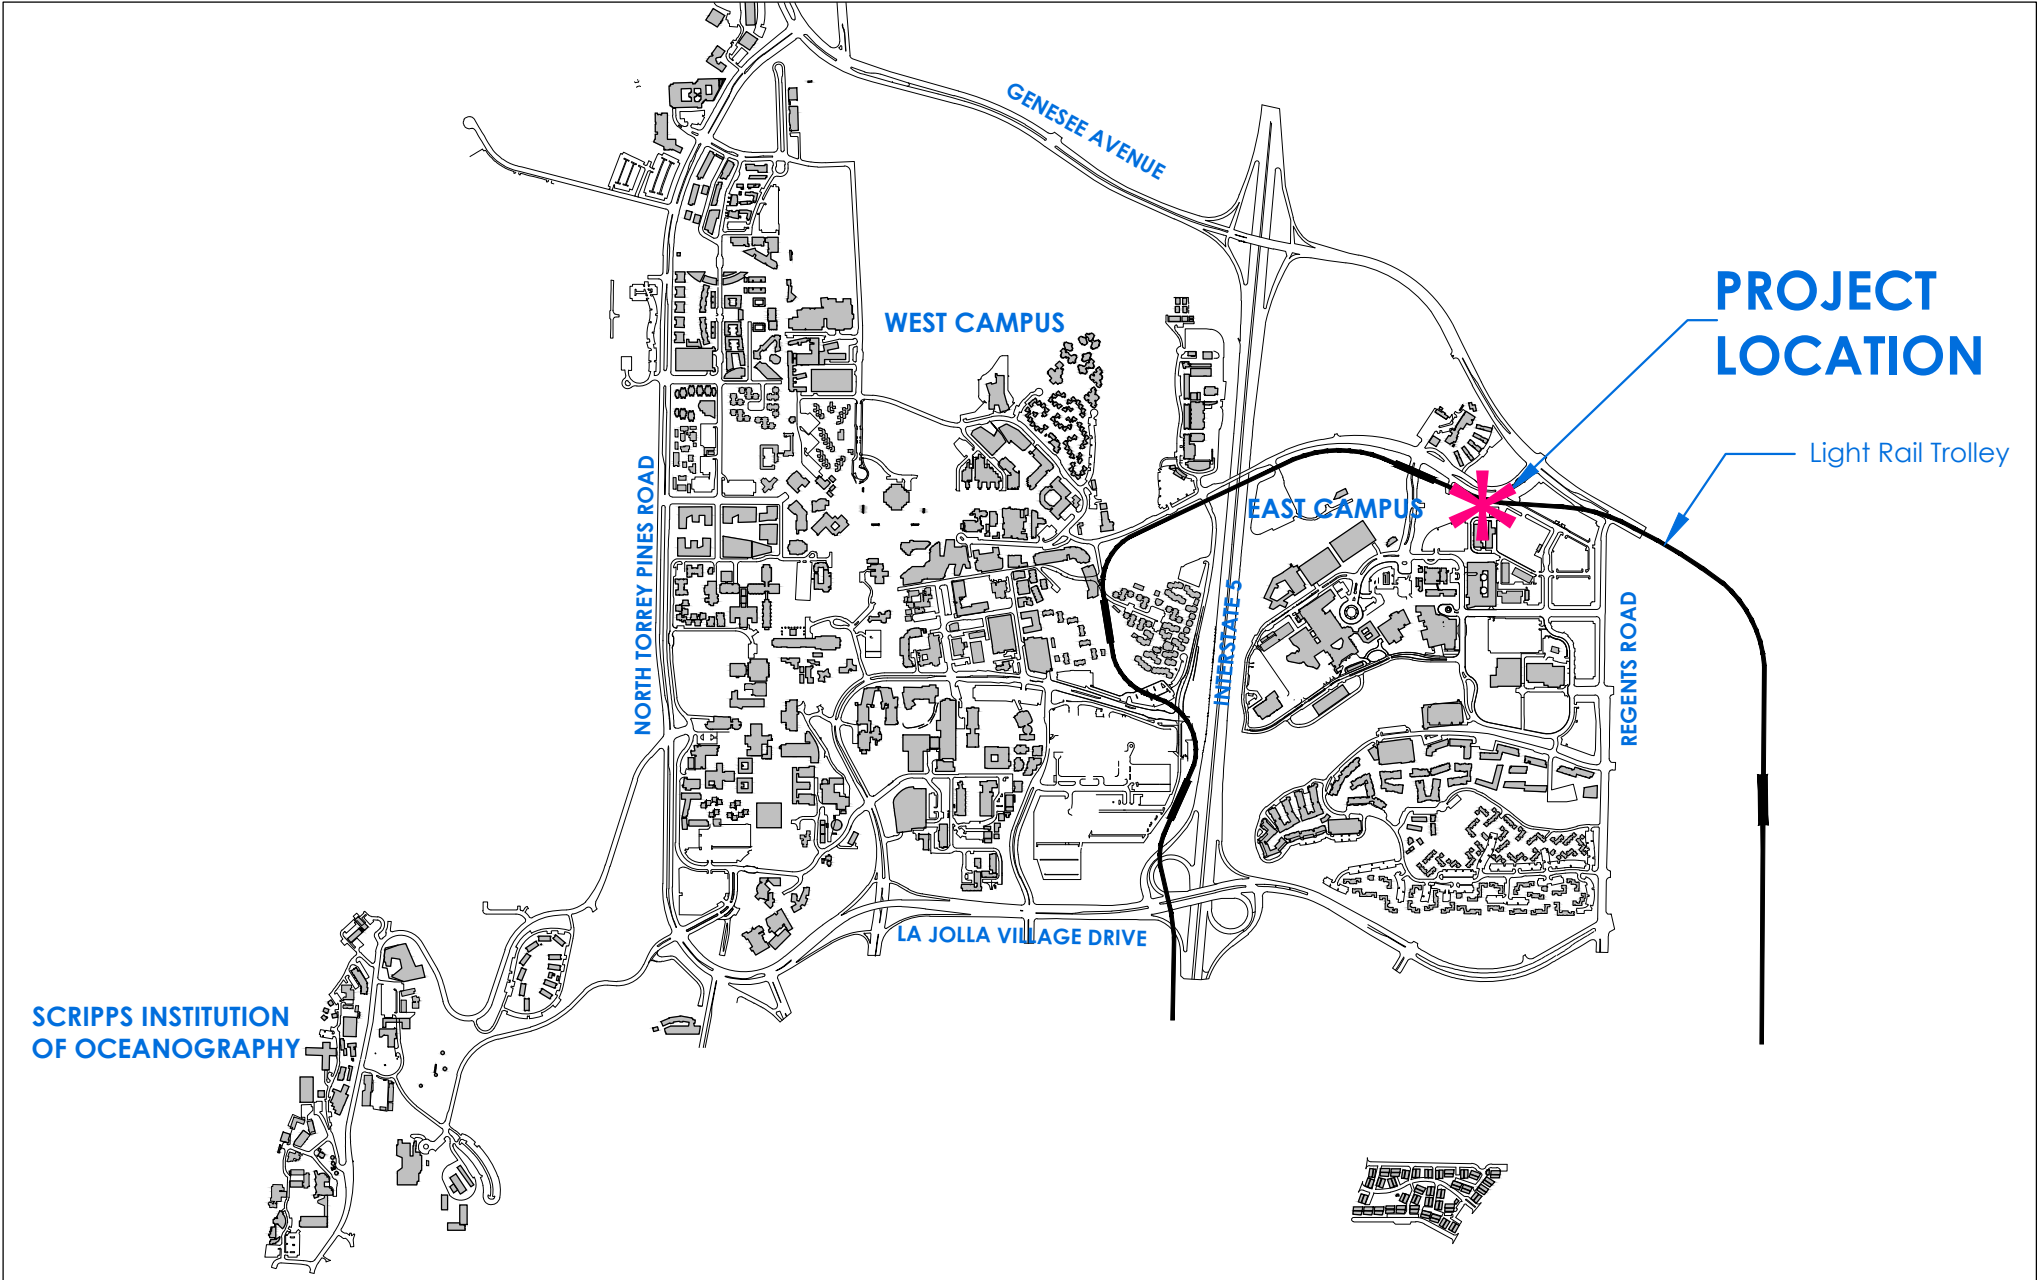 GENESEE AVENUE
PROJECT
LOCATION
WEST CAMPUS
Light Rail Trolley
EAST CAMPUS
NORTH TORREY PINES ROAD
INTERSTATE 5
REGENTS ROAD
LA JOLLA VILLAGE DRIVE
SCRIPPS INSTITUTION
OF OCEANOGRAPHY